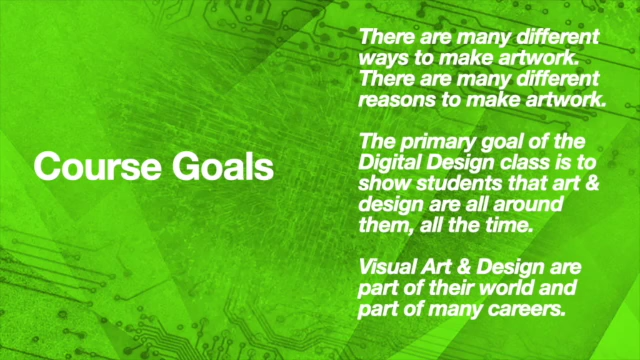 Course Goals
There are many different
ways to make artwork.
There are many different
reasons to make artwork.
The primary goal of the
Digital Design class is to
show students that art &
design are all around
them, all the time.
Visual Art & Design are
part of their world and
part of many careers.